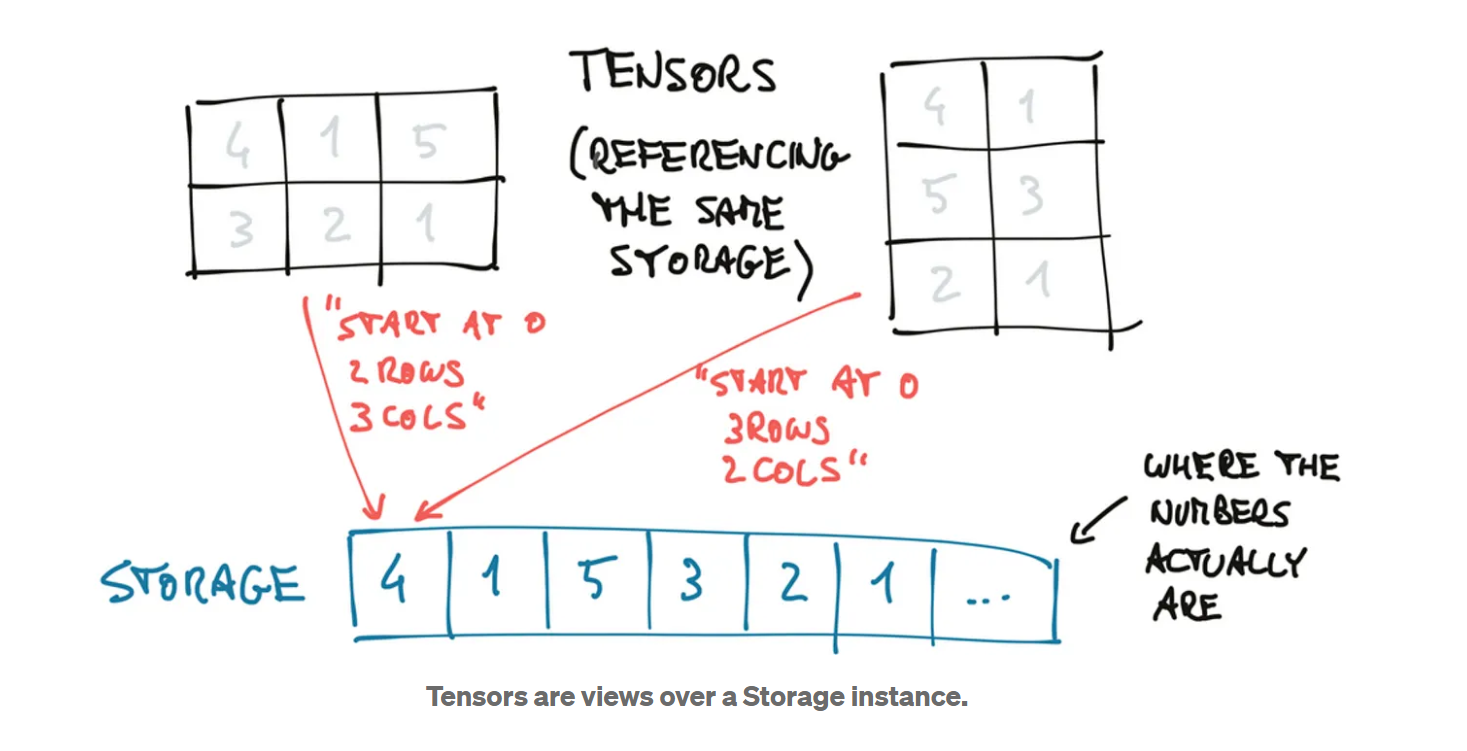 TENSORS
(REFERENCING
THE SAME
STORAGE)
4 1 5
3 2 1
4 1
5 3
2 1
"START AT 0
2 ROWS
3 COLS"
"START AT 0
3 ROWS
2 COLS"
WHERE THE
NUMBERS
ACTUALLY
ARE
STORAGE 4 1 5 3 2 1 ...
Tensors are views over a Storage instance.